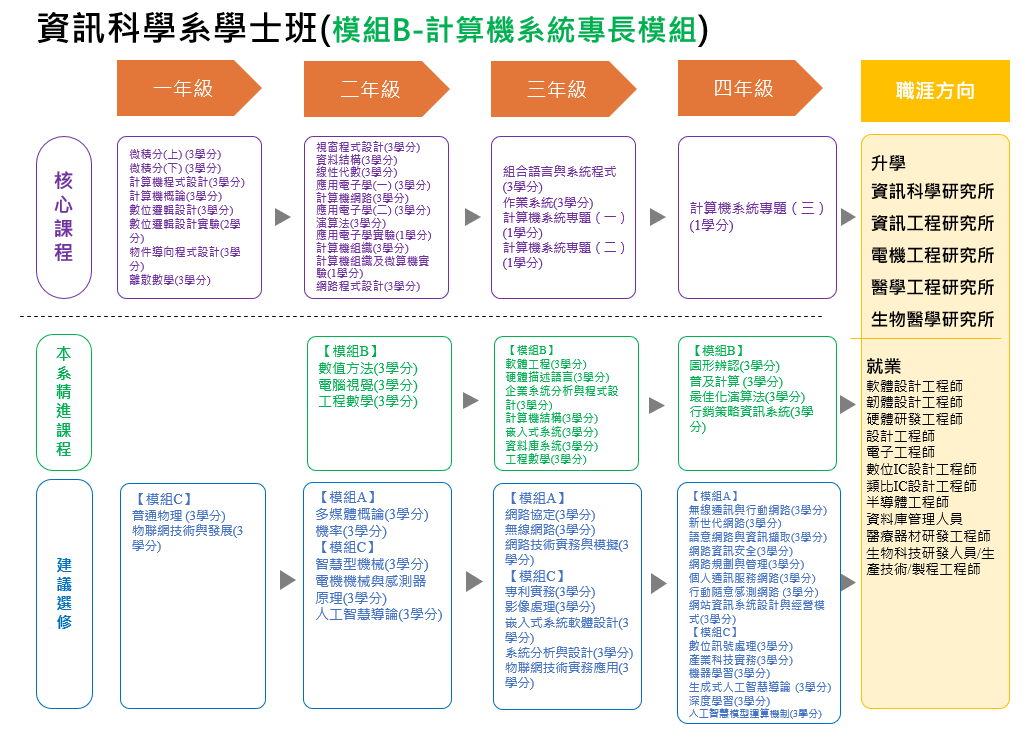 資訊科學系學士班(模組B-計算機系統專長模組)
一年級
二年級
三年級
四年級
職涯方向
核心課程
微積分(上) (3學分)
微積分(下) (3學分)
計算機程式設計(3學分)
計算機概論(3學分)
數位邏輯設計(3學分)
數位邏輯設計實驗(2學
分)
物件導向程式設計(3學
分)
離散數學(3學分)
視窗程式設計(3學分)
資料結構(3學分)
線性代數(3學分)
應用電子學(一) (3學分)
計算機網路(3學分)
應用電子學(二) (3學分)
演算法(3學分)
應用電子學實驗(1學分)
計算機組織(3學分)
計算機組織及微算機實
驗(1學分)
網路程式設計(3學分)
組合語言與系統程式
(3學分)
作業系統(3學分)
計算機系統專題（一）
(1學分)
計算機系統專題（二）
(1學分)
計算機系統專題（三）
(1學分)
升學
資訊科學研究所
資訊工程研究所
電機工程研究所
醫學工程研究所
生物醫學研究所
本系精進課程
【模組B】
數值方法(3學分)
電腦視覺(3學分)
工程數學(3學分)
【模組B】
軟體工程(3學分)
硬體描述語言(3學分)
企業系統分析與程式設
計(3學分)
計算機結構(3學分)
嵌入式系統(3學分)
資料庫系統(3學分)
工程數學(3學分)
【模組B】
圖形辨認(3學分)
普及計算 (3學分)
最佳化演算法(3學分)
行銷策略資訊系統(3學
分)
就業
軟體設計工程師
韌體設計工程師
硬體研發工程師
設計工程師
電子工程師
數位IC設計工程師
類比IC設計工程師
半導體工程師
資料庫管理人員
醫療器材研發工程師
生物科技研發人員/生
產技術/製程工程師
建議選修
【模組C】
普通物理 (3學分)
物聯網技術與發展(3
學分)
【模組A】
多媒體概論(3學分)
機率(3學分)
【模組C】
智慧型機械(3學分)
電機機械與感測器
原理(3學分)
人工智慧導論(3學分)
【模組A】
網路協定(3學分)
無線網路(3學分)
網路技術實務與模擬(3
學分)
【模組C】
專利實務(3學分)
影像處理(3學分)
嵌入式系統軟體設計(3
學分)
系統分析與設計(3學分)
物聯網技術實務應用(3
學分)
【模組A】
無線通訊與行動網路(3學分)
新世代網路(3學分)
語意網路與資訊擷取(3學分)
網路資訊安全(3學分)
網路規劃與管理(3學分)
個人通訊服務網路(3學分)
行動隨意感測網路 (3學分)
網站資訊系統設計與經營模
式(3學分)
【模組C】
數位訊號處理(3學分)
產業科技實務(3學分)
機器學習(3學分)
生成式人工智慧導論 (3學分)
深度學習(3學分)
人工智慧模型運算機制(3學分)